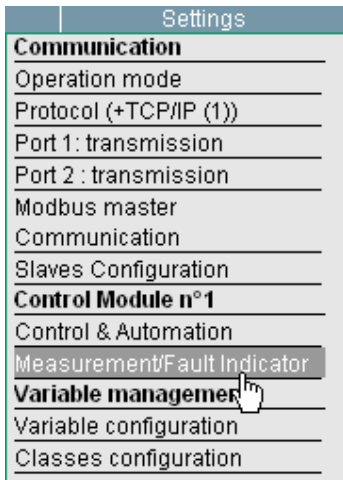 Settings
Communication
Operation mode
Protocol (+TCP/IP (1))
Port 1: transmission
Port 2 : transmission
Modbus master
Communication
Slaves Configuration
Control Module n°1
Control & Automation
Measurement/Fault Indicator
Variable management
Variable configuration
Classes configuration